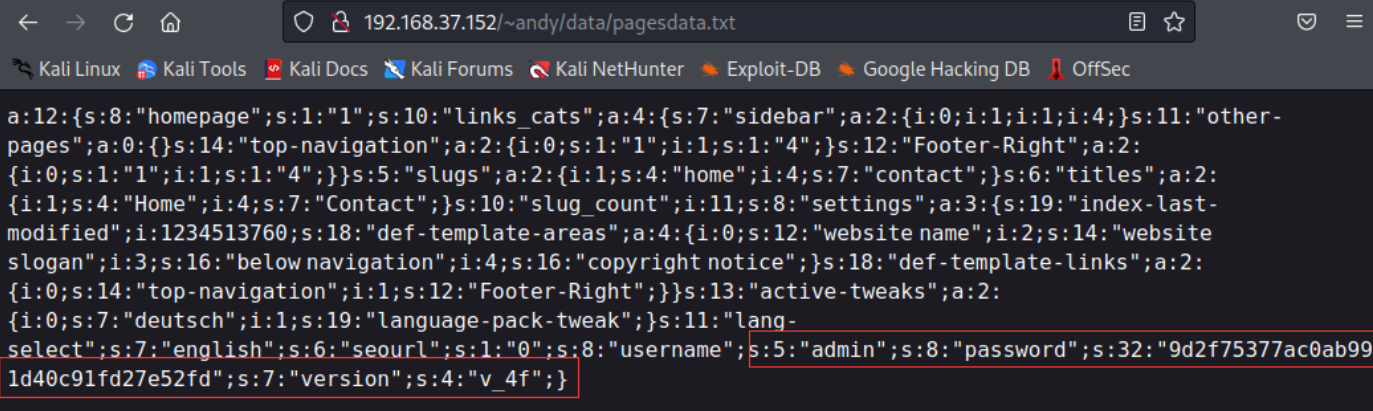 192.168.37.152/~andy/data/pagesdata.txt
Kali Linux Kali Tools Kali Docs Kali Forums Kali NetHunter Exploit-DB Google Hacking DB OffSec
a:12:{s:8:"homepage";s:1:"1";s:10:"links_cats";a:4:{s:7:"sidebar";a:2:{i:0;i:1;i:1;i:4;}s:11:"other-
pages";a:0:{}s:14:"top-navigation";a:2:{i:0;s:1:"1";i:1;s:1:"4";}s:12:"Footer-Right";a:2:
{i:0;s:1:"1";i:1;s:1:"4";}}s:5:"slugs";a:2:{i:1;s:4:"home";i:4;s:7:"contact";}s:6:"titles";a:2:
{i:1;s:4:"Home";i:4;s:7:"Contact";}s:10:"slug_count";i:11;s:8:"settings";a:3:{s:19:"index-last-
modified";i:1234513760;s:18:"def-template-areas";a:4:{i:0;s:12:"website name";i:2;s:14:"website
slogan";i:3;s:16:"below navigation";i:4;s:16:"copyright notice";}s:18:"def-template-links";a:2:
{i:0;s:14:"top-navigation";i:1;s:12:"Footer-Right";}}s:13:"active-tweaks";a:2:
{i:0;s:7:"deutsch";i:1;s:19:"language-pack-tweak";}s:11:"lang-
select";s:7:"english";s:6:"seourl";s:1:"0";s:8:"username";s:5:"admin";s:8:"password";s:32:"9d2f75377ac0ab99
1d40c91fd27e52fd";s:7:"version";s:4:"v_4f";}